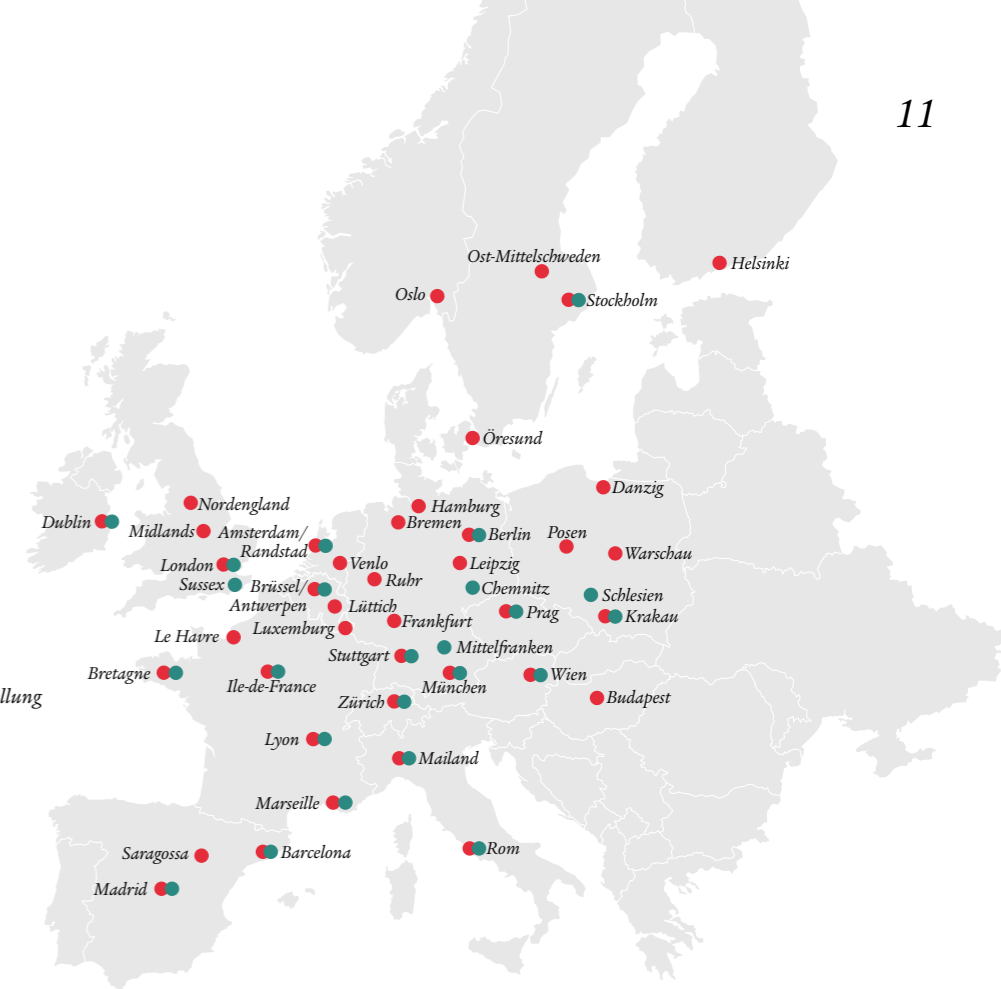 11
Ost-Mittelschweden
Helsinki
Oslo
Stockholm
Öresund
Danzig
Nordengland
Hamburg
Dublin
Bremen
Midlands
Amsterdam/
Randstad
Berlin
Posen
Warschau
London
Venlo
Leipzig
Sussex
Brüssel/
Antwerpen
Ruhr
Chemnitz
Schlesien
Lüttich
Prag
Krakau
Frankfurt
Le Havre
Luxemburg
Stuttgart
Mittelfranken
Bretagne
Ile-de-France
München
Wien
llung
Zürich
Budapest
Lyon
Mailand
Marseille
Saragossa
Barcelona
Rom
Madrid